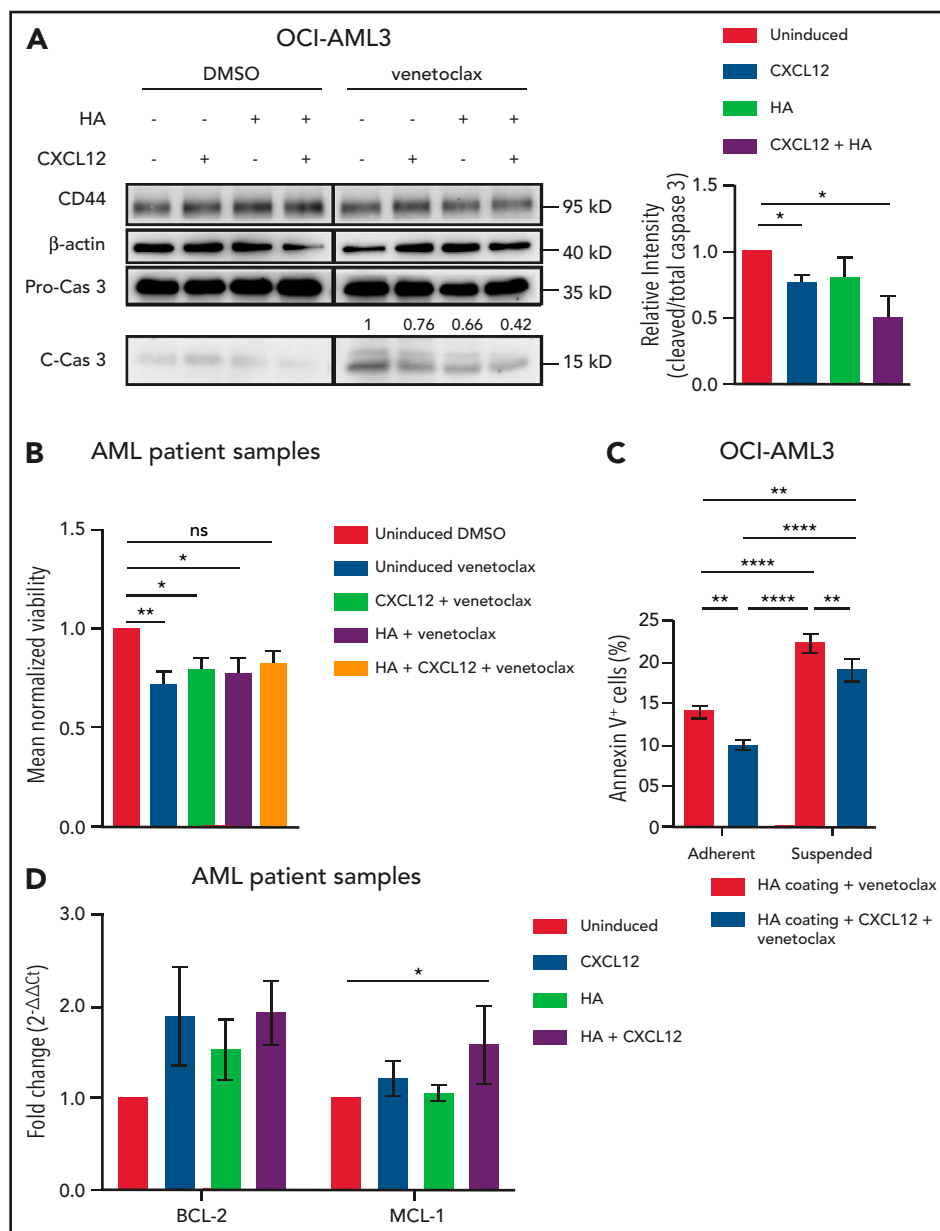 A
OCI-AML3
DMSO
venetoclax
HA - - + + - - + +
CXCL12 - + - + - + - +
CD44
95 kD
β-actin
40 kD
Pro-Cas 3
35 kD
1 0.76 0.66 0.42
C-Cas 3
15 kD
Uninduced
CXCL12
HA
CXCL12 + HA
Relative Intensity
(cleaved/total caspase 3)
1.5
1.0
0.5
0.0
*
*
B
AML patient samples
Mean normalized viability
1.5
1.0
0.5
0.0
ns
*
*
**
Uninduced DMSO
Uninduced venetoclax
CXCL12 + venetoclax
HA + venetoclax
HA + CXCL12 + venetoclax
C
OCI-AML3
Annexin V+ cells (%)
25
20
15
10
05
0
**
****
****
** **** **
Adherent Suspended
HA coating + venetoclax
HA coating + CXCL12 +
venetoclax
D
AML patient samples
Fold change (2-ΔΔCt)
3.0
2.0
1.0
0.0
*
BCL-2 MCL-1
Uninduced
CXCL12
HA
HA + CXCL12